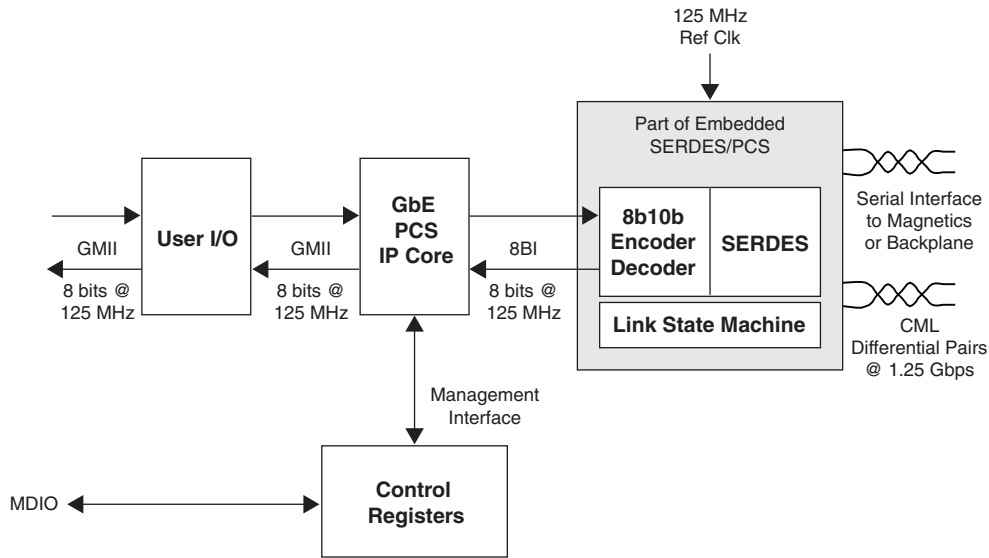 125 MHz
Ref Clk
Part of Embedded
SERDES/PCS
User I/O
GbE
PCS
IP Core
8b10b
Encoder
Decoder
SERDES
Link State Machine
GMII
8 bits @
125 MHz
GMII
8 bits @
125 MHz
8BI
8 bits @
125 MHz
Serial Interface
to Magnetics
or Backplane
CML
Differential Pairs
@ 1.25 Gbps
Management
Interface
MDIO
Control
Registers